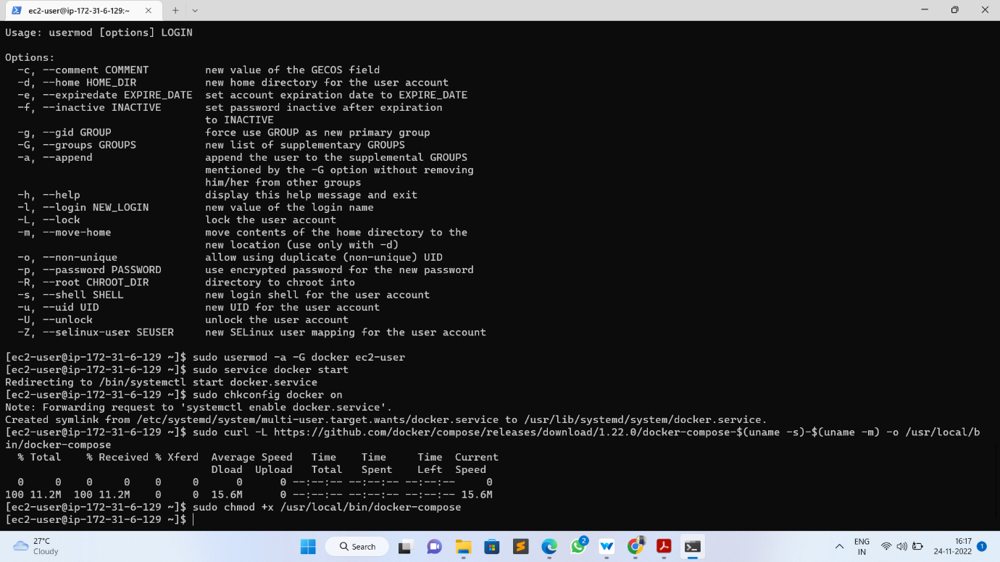 ec2-user@ip-172-31-6-129:~
Usage: usermod [options] LOGIN
Options:
-c, --comment COMMENT new value of the GECOS field
-d, --home HOME_DIR new home directory for the user account
-e, --expiredate EXPIRE_DATE set account expiration date to EXPIRE_DATE
-f, --inactive INACTIVE set password inactive after expiration
to INACTIVE
-g, --gid GROUP force use GROUP as new primary group
-G, --groups GROUPS new list of supplementary GROUPS
-a, --append append the user to the supplemental GROUPS
mentioned by the -G option without removing
him/her from other groups
-h, --help display this help message and exit
-l, --login NEW_LOGIN new value of the login name
-L, --lock lock the user account
-m, --move-home move contents of the home directory to the
new location (use only with -d)
-o, --non-unique allow using duplicate (non-unique) UID
-p, --password PASSWORD use encrypted password for the new password
-R, --root CHROOT_DIR directory to chroot into
-s, --shell SHELL new login shell for the user account
-u, --uid UID new UID for the user account
-U, --unlock unlock the user account
-Z, --selinux-user SEUSER new SELinux user mapping for the user account
[ec2-user@ip-172-31-6-129 ~]$ sudo usermod -a -G docker ec2-user
[ec2-user@ip-172-31-6-129 ~]$ sudo service docker start
Redirecting to /bin/systemctl start docker.service
[ec2-user@ip-172-31-6-129 ~]$ sudo chkconfig docker on
Note: Forwarding request to 'systemctl enable docker.service'.
Created symlink from /etc/systemd/system/multi-user.target.wants/docker.service to /usr/lib/systemd/system/docker.service.
[ec2-user@ip-172-31-6-129 ~]$ sudo curl -L https://github.com/docker/compose/releases/download/1.22.0/docker-compose-$(uname -s)-$(uname -m) -o /usr/local/b
in/docker-compose
% Total % Received % Xferd Average Speed Time Time Time Current
Dload Upload Total Spent Left Speed
0 0 0 0 0 0 0 0 --:--:-- --:--:-- --:--:-- 0
100 11.2M 100 11.2M 0 0 15.6M 0 --:--:-- --:--:-- --:--:-- 15.6M
[ec2-user@ip-172-31-6-129 ~]$ sudo chmod +x /usr/local/bin/docker-compose
[ec2-user@ip-172-31-6-129 ~]$
27°C
Cloudy
Search
2
ENG
IN
16:17
24-11-2022
1